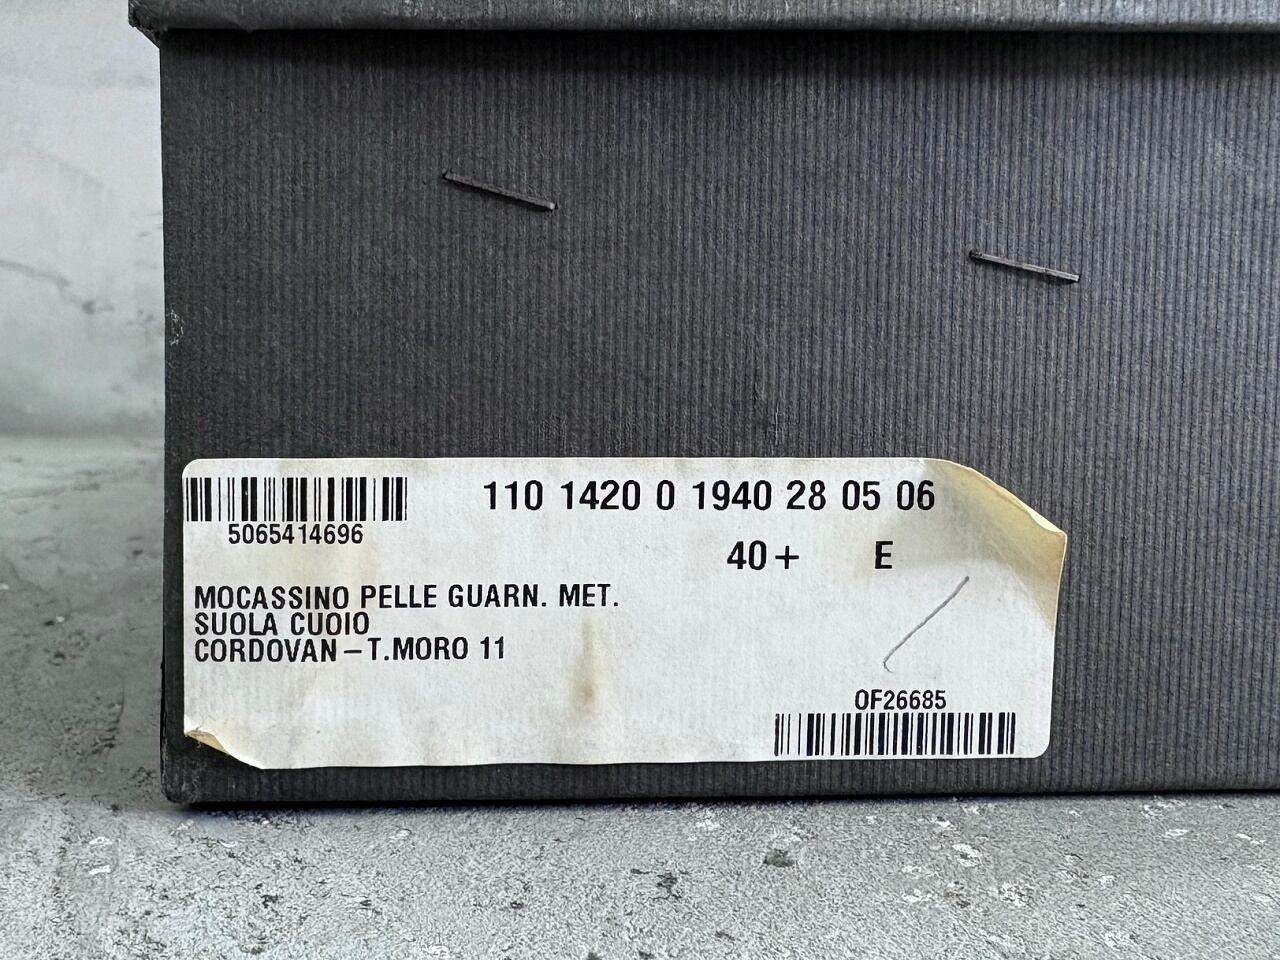 110 1420 0 1940 28 05 06
5065414696
40+ E
MOCASSINO PELLE GUARN. MET.
SUOLA CUOIO
CORDOVAN-T.MORO 11
OF26685